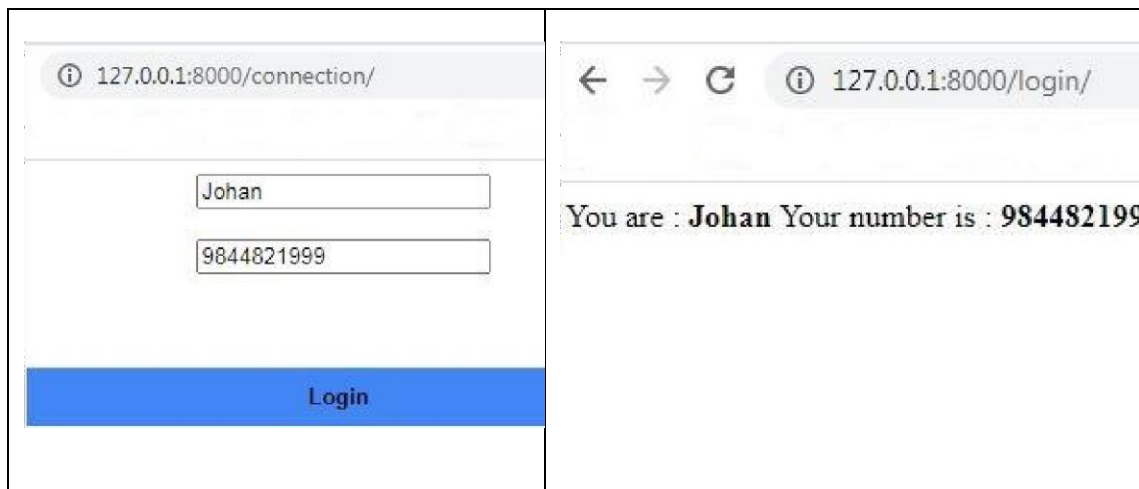 127.0.0.1:8000/connection/
Johan
9844821999
Login
127.0.0.1:8000/login/
You are : Johan Your number is : 984482199